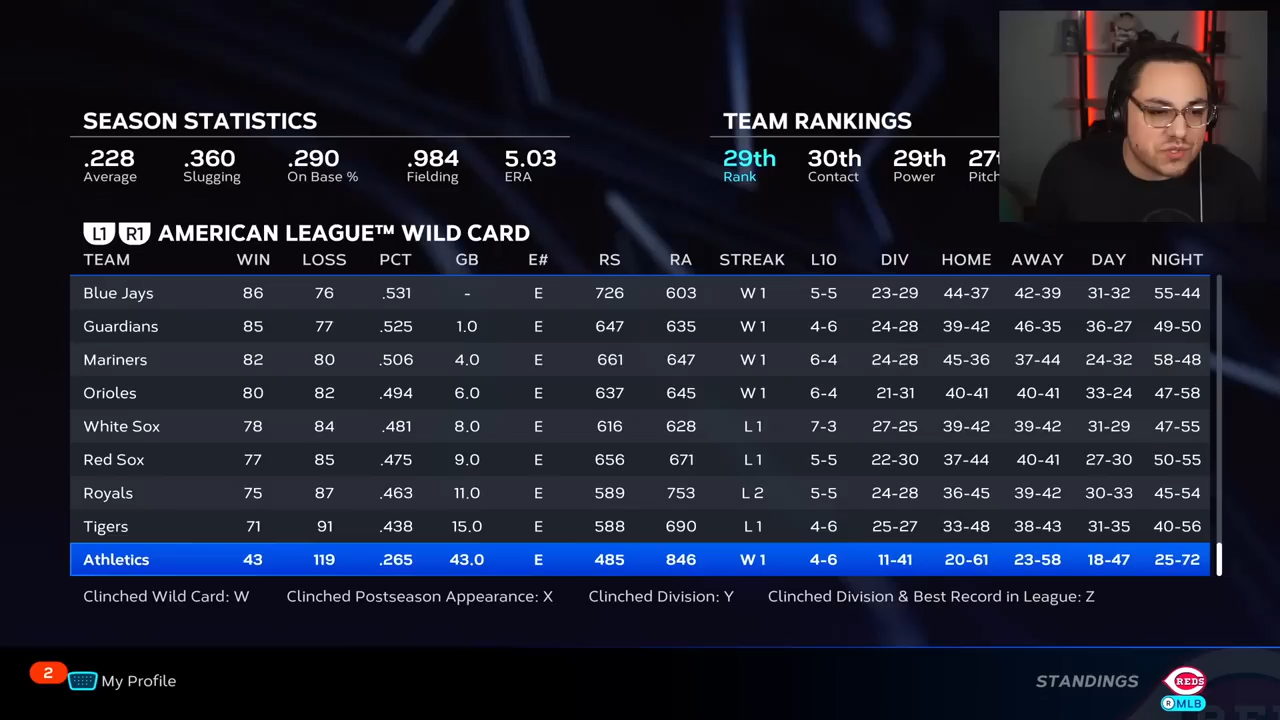 SEASON STATISTICS
.228 .360 .290 .984 5.03
Average Slugging On Base % Fielding ERA
TEAM RANKINGS
29th 30th 29th 27t
Rank Contact Power Pitch
L1 R1 AMERICAN LEAGUE™ WILD CARD
TEAM WIN LOSS PCT GB E# RS RA STREAK L10 DIV HOME AWAY DAY NIGHT
Blue Jays 86 76 .531 - E 726 603 W 1 5-5 23-29 44-37 42-39 31-32 55-44
Guardians 85 77 .525 1.0 E 647 635 W 1 4-6 24-28 39-42 46-35 36-27 49-50
Mariners 82 80 .506 4.0 E 661 647 W 1 6-4 24-28 45-36 37-44 24-32 58-48
Orioles 80 82 .494 6.0 E 637 645 W 1 6-4 21-31 40-41 40-41 33-24 47-58
White Sox 78 84 .481 8.0 E 616 628 L 1 7-3 27-25 39-42 39-42 31-29 47-55
Red Sox 77 85 .475 9.0 E 656 671 L 1 5-5 22-30 37-44 40-41 27-30 50-55
Royals 75 87 .463 11.0 E 589 753 L 2 5-5 24-28 36-45 39-42 30-33 45-54
Tigers 71 91 .438 15.0 E 588 690 L 1 4-6 25-27 33-48 38-43 31-35 40-56
Athletics 43 119 .265 43.0 E 485 846 W 1 4-6 11-41 20-61 23-58 18-47 25-72
Clinched Wild Card: W Clinched Postseason Appearance: X Clinched Division: Y Clinched Division & Best Record in League: Z
2 My Profile
STANDINGS
REDS
R MLB